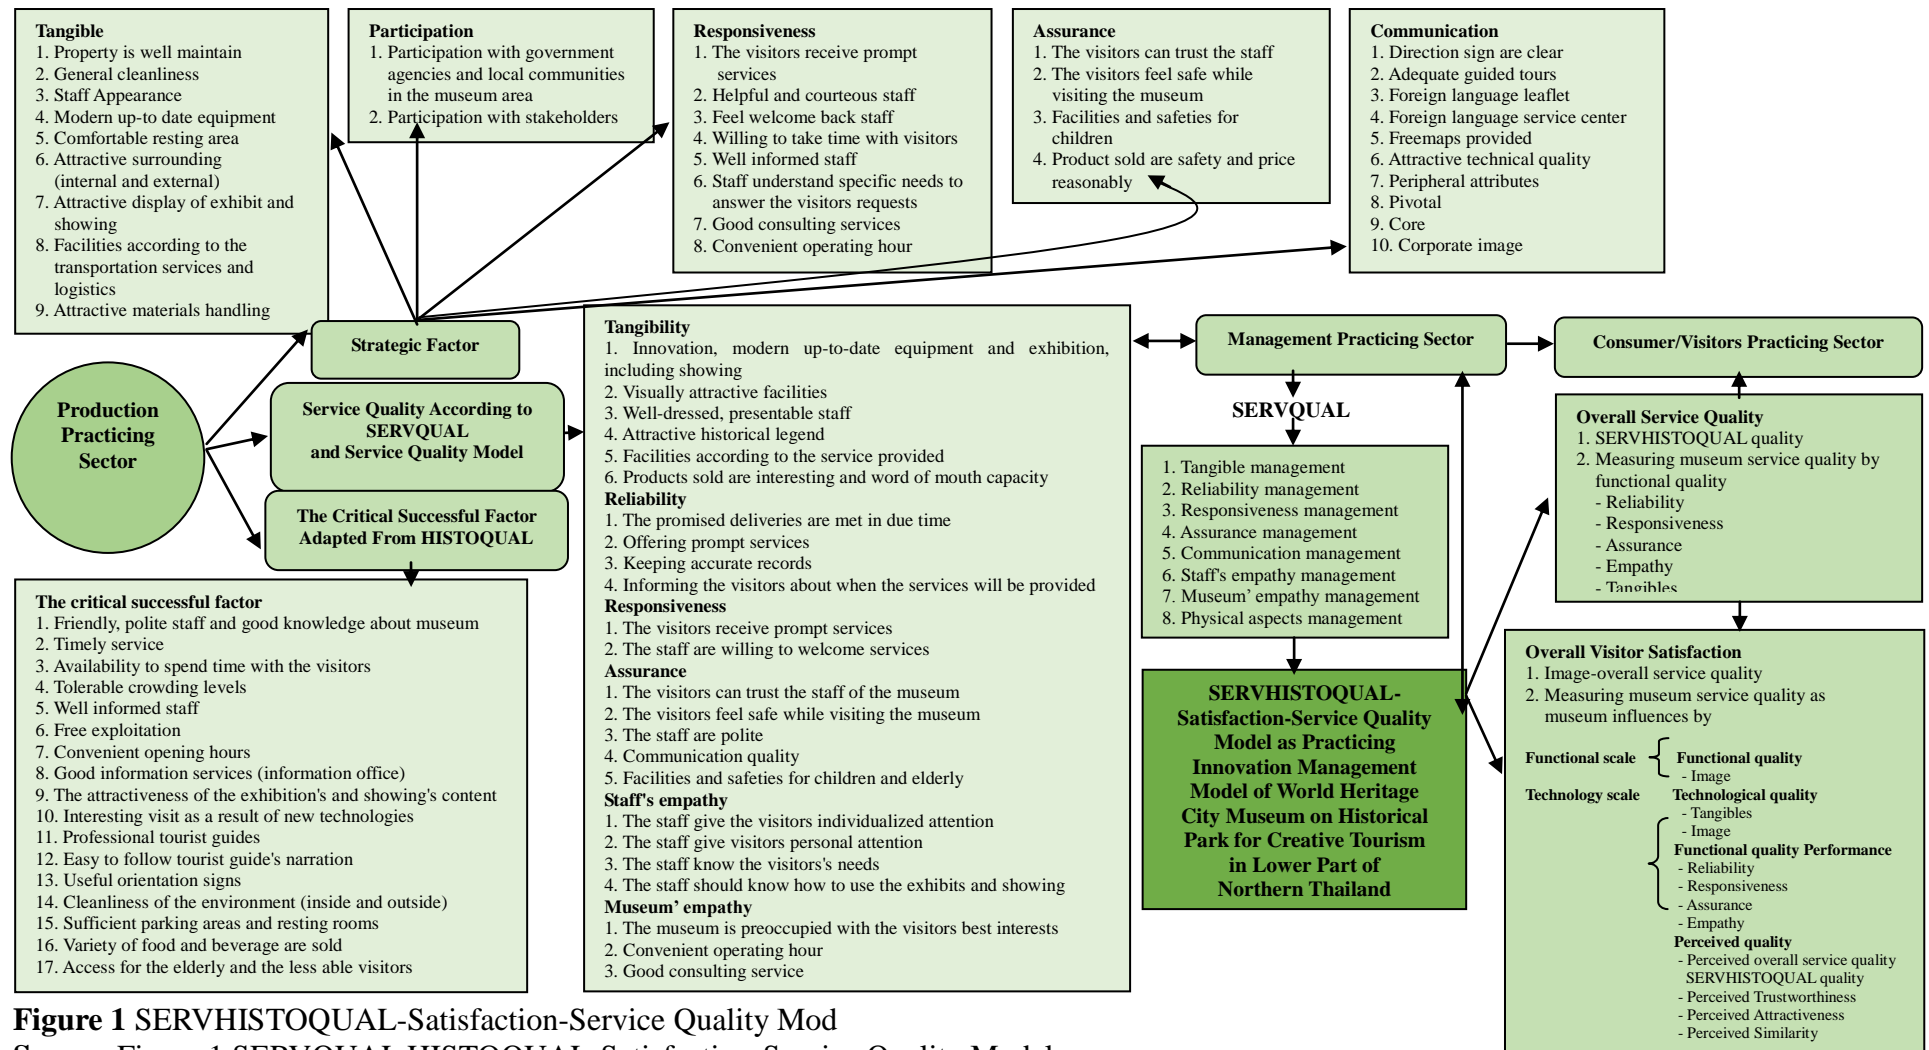 Tangible
1. Property is well maintain
2. General cleanliness
3. Staff Appearance
4. Modern up-to date equipment
5. Comfortable resting area
6. Attractive surrounding
(internal and external)
7. Attractive display of exhibit and
showing
8. Facilities according to the
transportation services and
logistics
9. Attractive materials handling
Participation
1. Participation with government
agencies and local communities
in the museum area
2. Participation with stakeholders
Responsiveness
1. The visitors receive prompt
services
2. Helpful and courteous staff
3. Feel welcome back staff
4. Willing to take time with visitors
5. Well informed staff
6. Staff understand specific needs to
answer the visitors requests
7. Good consulting services
8. Convenient operating hour
Assurance
1. The visitors can trust the staff
2. The visitors feel safe while
visiting the museum
3. Facilities and safeties for
children
4. Product sold are safety and price
reasonably
Communication
1. Direction sign are clear
2. Adequate guided tours
3. Foreign language leaflet
4. Foreign language service center
5. Freemaps provided
6. Attractive technical quality
7. Peripheral attributes
8. Pivotal
9. Core
10. Corporate image
Production
Practicing
Sector
Strategic Factor
Service Quality According to
SERVQUAL
and Service Quality Model
The Critical Successful Factor
Adapted From HISTOQUAL
The critical successful factor
1. Friendly, polite staff and good knowledge about museum
2. Timely service
3. Availability to spend time with the visitors
4. Tolerable crowding levels
5. Well informed staff
6. Free exploitation
7. Convenient opening hours
8. Good information services (information office)
9. The attractiveness of the exhibition's and showing's content
10. Interesting visit as a result of new technologies
11. Professional tourist guides
12. Easy to follow tourist guide's narration
13. Useful orientation signs
14. Cleanliness of the environment (inside and outside)
15. Sufficient parking areas and resting rooms
16. Variety of food and beverage are sold
17. Access for the elderly and the less able visitors
Tangibility
1. Innovation, modern up-to-date equipment and exhibition,
including showing
2. Visually attractive facilities
3. Well-dressed, presentable staff
4. Attractive historical legend
5. Facilities according to the service provided
6. Products sold are interesting and word of mouth capacity
Reliability
1. The promised deliveries are met in due time
2. Offering prompt services
3. Keeping accurate records
4. Informing the visitors about when the services will be provided
Responsiveness
1. The visitors receive prompt services
2. The staff are willing to welcome services
Assurance
1. The visitors can trust the staff of the museum
2. The visitors feel safe while visiting the museum
3. The staff are polite
4. Communication quality
5. Facilities and safeties for children and elderly
Staff's empathy
1. The staff give the visitors individualized attention
2. The staff give visitors personal attention
3. The staff know the visitors's needs
4. The staff should know how to use the exhibits and showing
Museum' empathy
1. The museum is preoccupied with the visitors best interests
2. Convenient operating hour
3. Good consulting service
Management Practicing Sector
SERVQUAL
1. Tangible management
2. Reliability management
3. Responsiveness management
4. Assurance management
5. Communication management
6. Staff's empathy management
7. Museum' empathy management
8. Physical aspects management
SERVHISTOQUAL-
Satisfaction-Service Quality
Model as Practicing
Innovation Management
Model of World Heritage
City Museum on Historical
Park for Creative Tourism
in Lower Part of
Northern Thailand
Consumer/Visitors Practicing Sector
Overall Service Quality
1. SERVHISTOQUAL quality
2. Measuring museum service quality by
functional quality
- Reliability
- Responsiveness
- Assurance
- Empathy
- Tangibles
Overall Visitor Satisfaction
1. Image-overall service quality
2. Measuring museum service quality as
museum influences by
Functional scale Functional quality
- Image
Technology scale Technological quality
- Tangibles
- Image
Functional quality Performance
- Reliability
- Responsiveness
- Assurance
- Empathy
Perceived quality
- Perceived overall service quality
SERVHISTOQUAL quality
- Perceived Trustworthiness
- Perceived Attractiveness
- Perceived Similarity
Figure 1 SERVHISTOQUAL-Satisfaction-Service Quality Mod